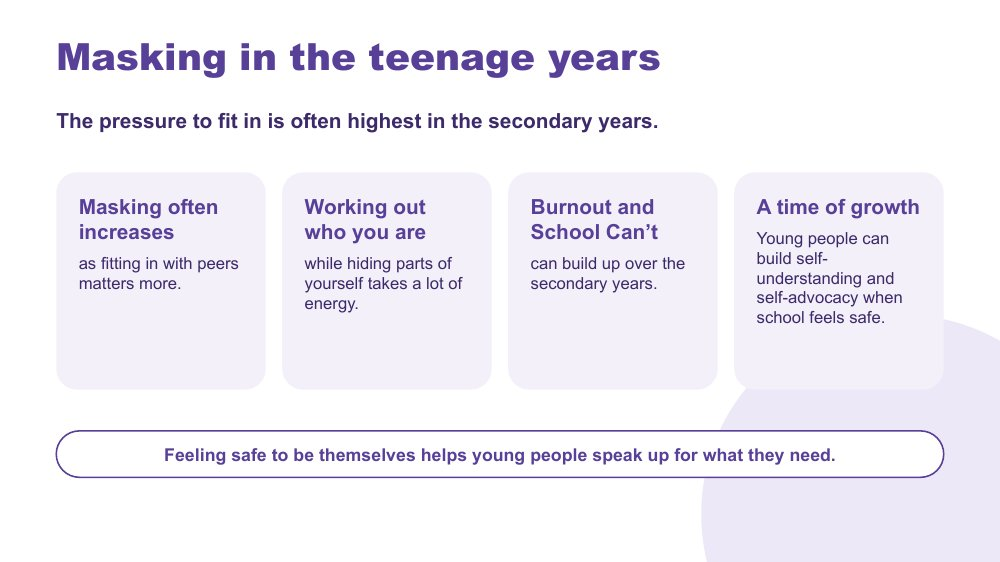 Masking in the teenage years
The pressure to fit in is often highest in the secondary years.
Masking often
increases
as fitting in with peers
matters more.
Working out
who you are
while hiding parts of
yourself takes a lot of
energy.
Burnout and
School Can’t
can build up over the
secondary years.
A time of growth
Young people can
build self-
understanding and
self-advocacy when
school feels safe.
Feeling safe to be themselves helps young people speak up for what they need.